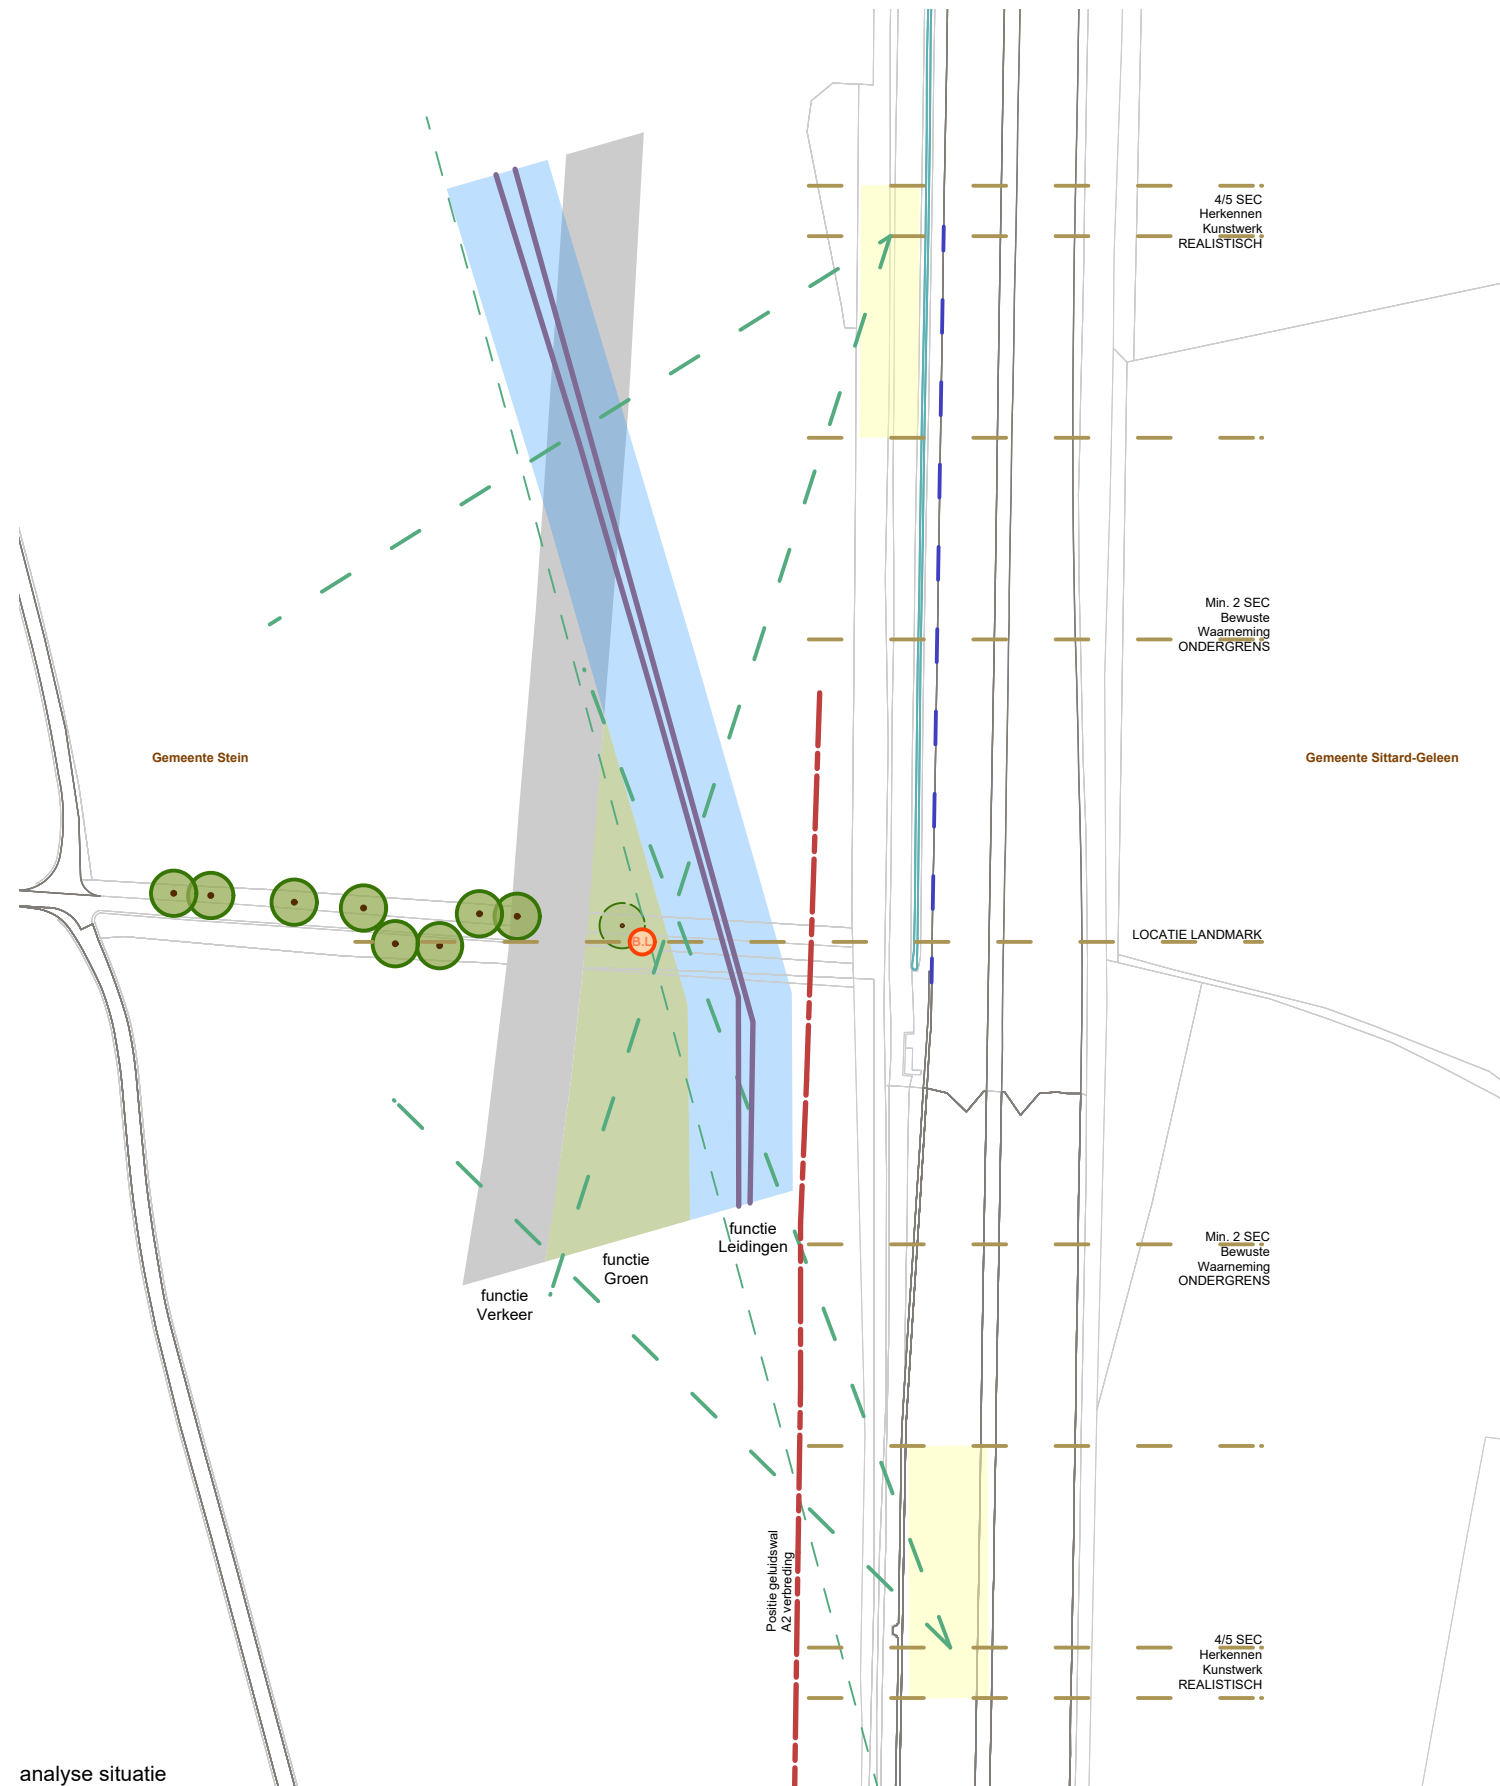 4/5 SEC
Herkennen
Kunstwerk
REALISTISCH
Min. 2 SEC
Bewuste
Waarneming
ONDERGRENS
Gemeente Stein
Gemeente Sittard-Geleen
B.L
LOCATIE LANDMARK
functie
Leidingen
functie
Groen
functie
Verkeer
Min. 2 SEC
Bewuste
Waarneming
ONDERGRENS
Positie geluidswal
A2 verbreding
4/5 SEC
Herkennen
Kunstwerk
REALISTISCH
analyse situatie